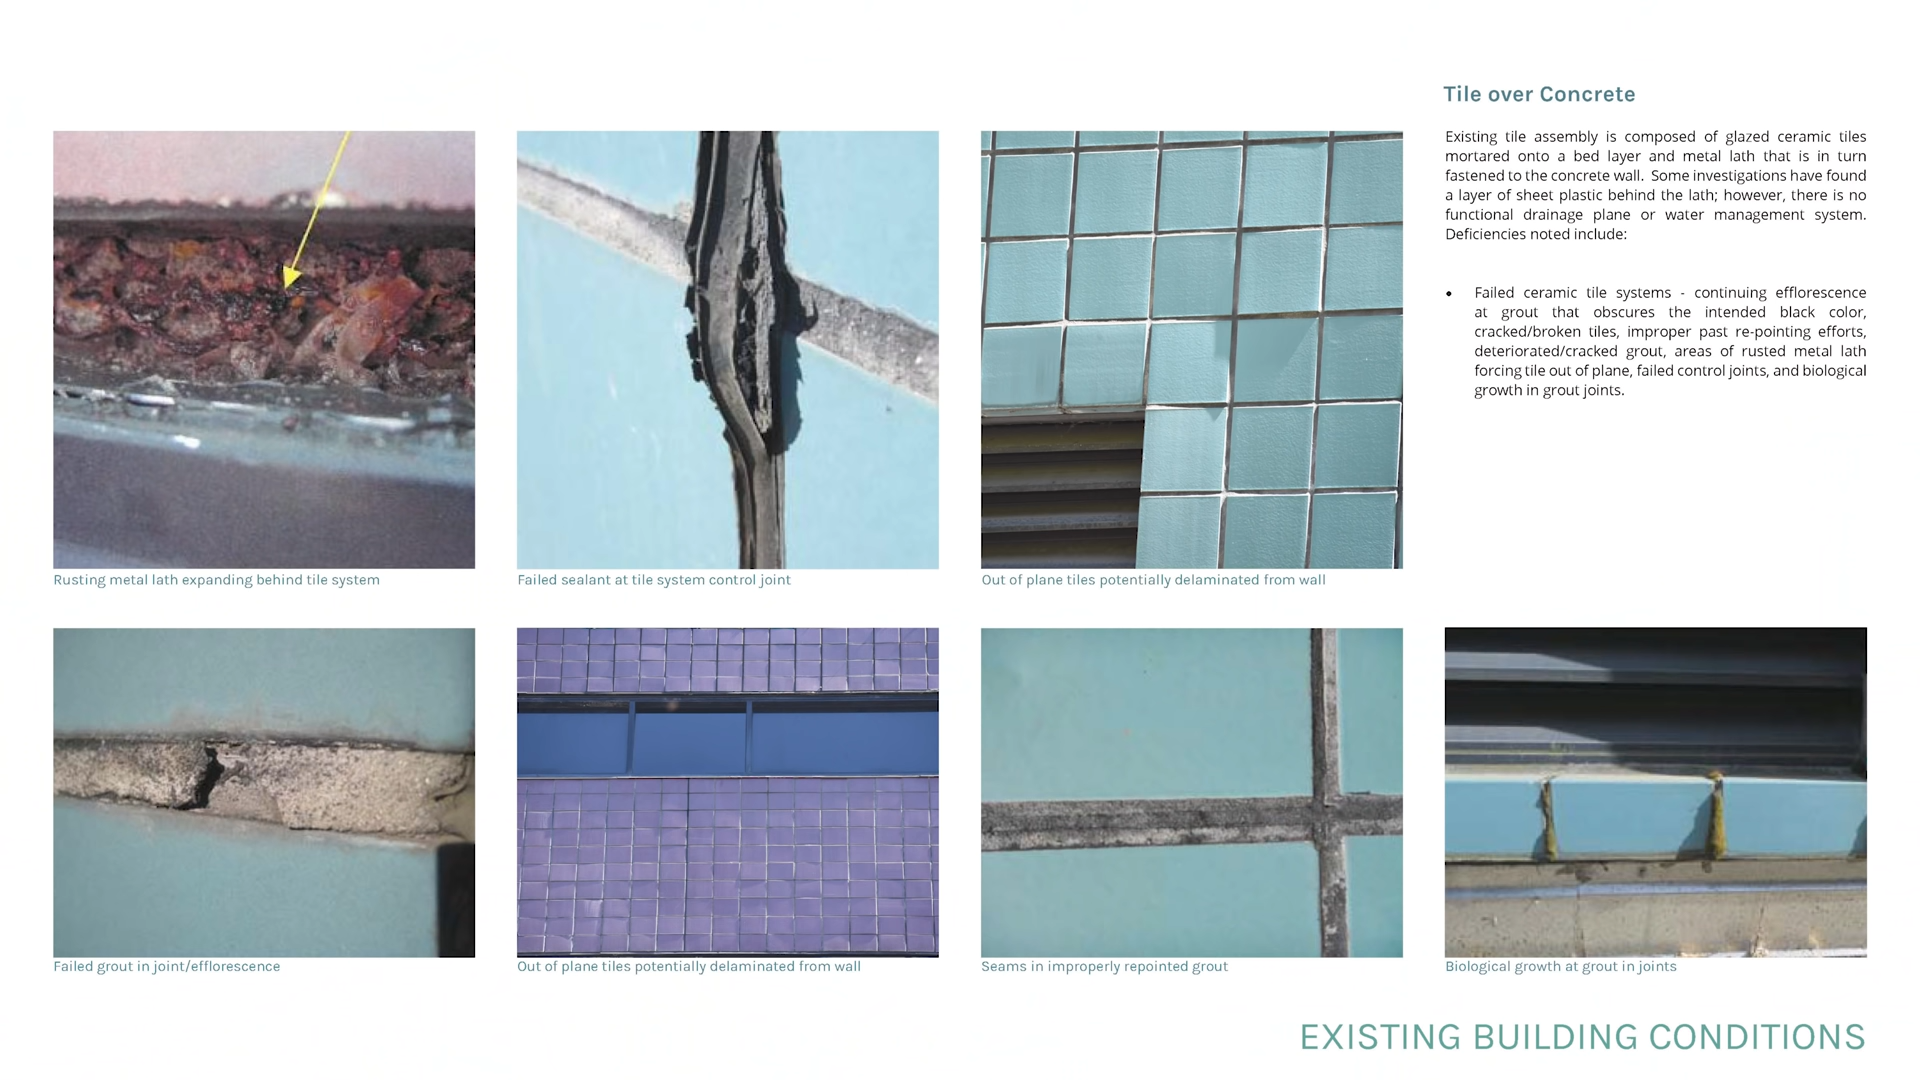 Tile over Concrete
Existing tile assembly is composed of glazed ceramic tiles
mortared onto a bed layer and metal lath that is in turn
fastened to the concrete wall. Some investigations have found
a layer of sheet plastic behind the lath; however, there is no
functional drainage plane or water management system.
Deficiencies noted include:
• Failed ceramic tile systems - continuing efflorescence
at grout that obscures the intended black color,
cracked/broken tiles, improper past re-pointing efforts,
deteriorated/cracked grout, areas of rusted metal lath
forcing tile out of plane, failed control joints, and biological
growth in grout joints.
Rusting metal lath expanding behind tile system
Failed sealant at tile system control joint
Out of plane tiles potentially delaminated from wall
Failed grout in joint/efflorescence
Out of plane tiles potentially delaminated from wall
Seams in improperly repointed grout
Biological growth at grout in joints
EXISTING BUILDING CONDITIONS